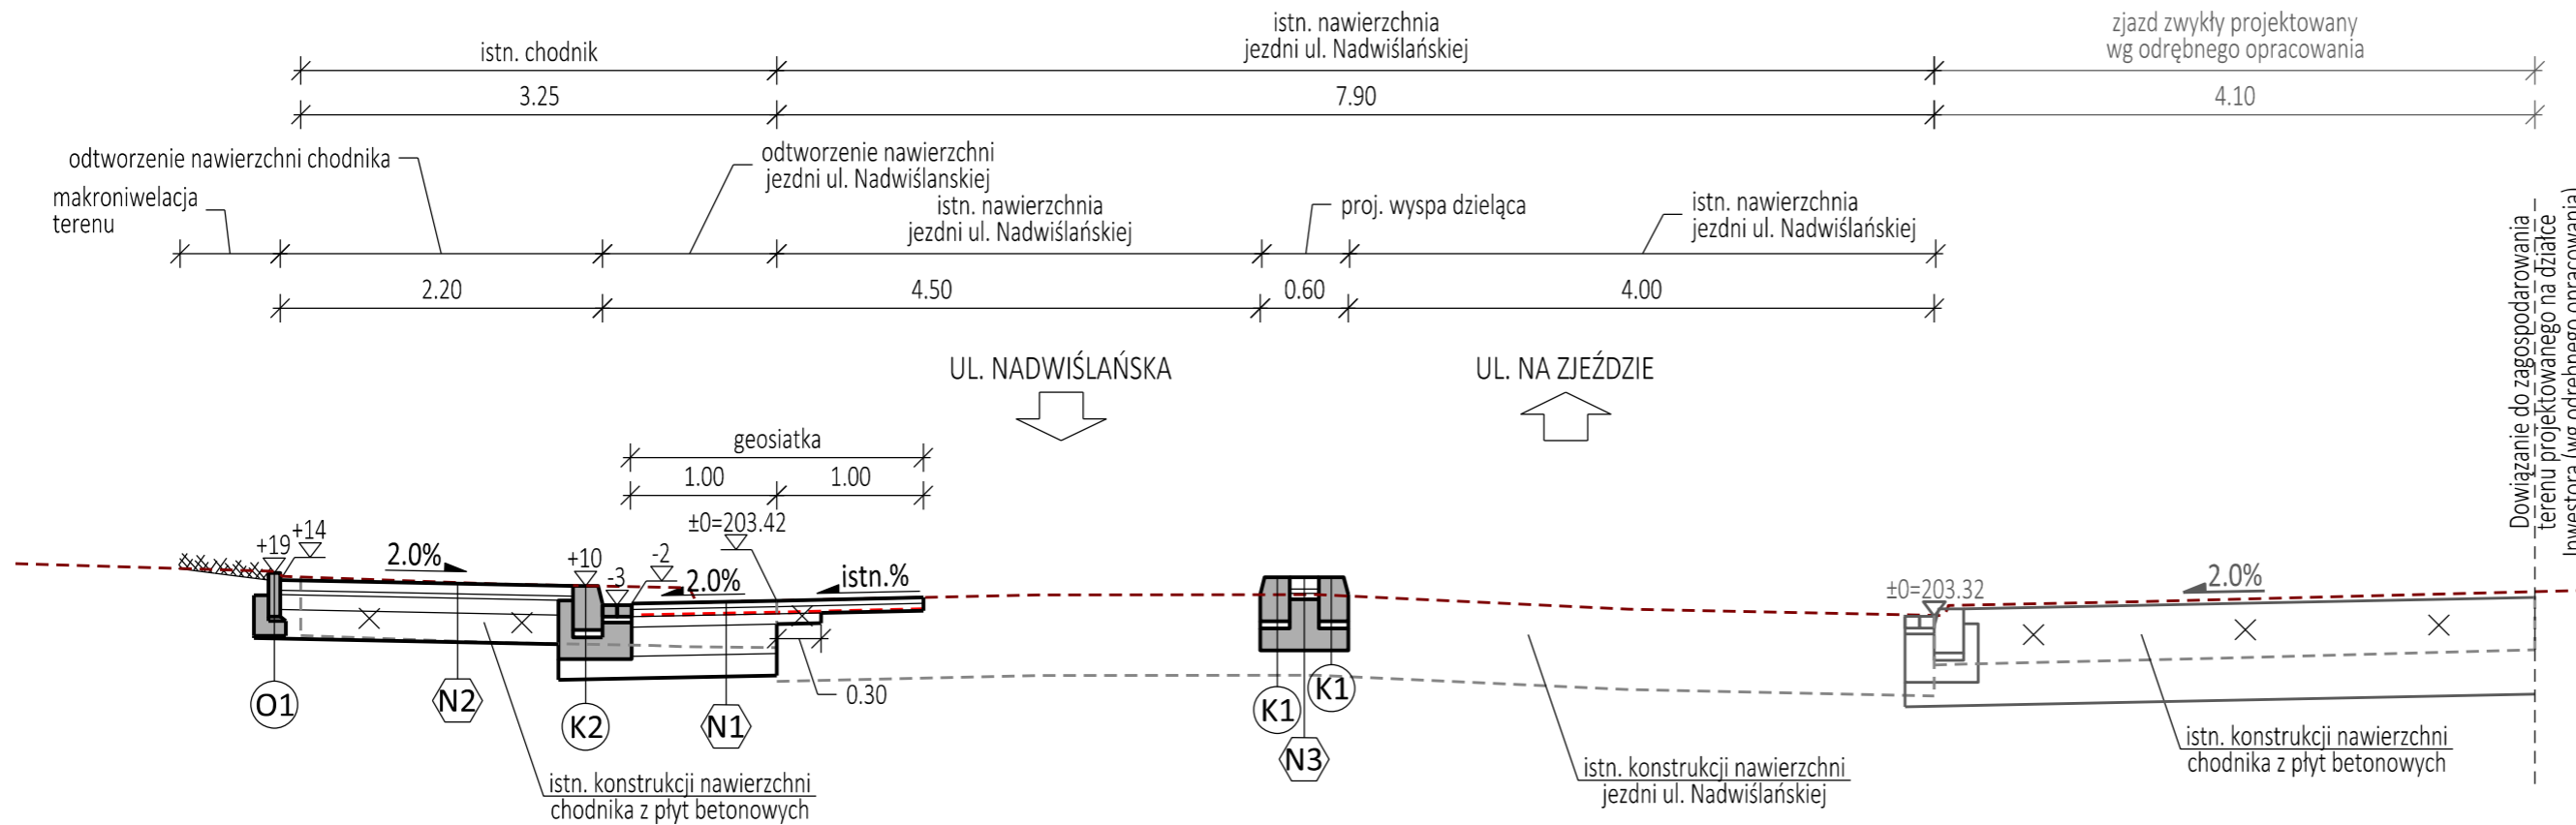 istn. nawierzchnia
jezdni ul. Nadwiślańskiej
zjazd zwykły projektowany
wg odrębnego opracowania
istn. chodnik
3.25
7.90
4.10
odtworzenie nawierzchni chodnika
makroniwelacja
terenu
odtworzenie nawierzchni
jezdni ul. Nadwiślanskiej
istn. nawierzchnia
jezdni ul. Nadwiślańskiej
proj. wyspa dzieląca
istn. nawierzchnia
jezdni ul. Nadwiślańskiej
2.20
4.50
0.60
4.00
Dowiązanie do zagospodarowania
terenu projektowanego na działce
Inwestora (wg odrębnego opracowania)
UL. NADWIŚLAŃSKA
UL. NA ZJEŹDZIE
geosiatka
1.00
1.00
±0=203.42
+19
+14
2.0%
+10
-3
-2
2.0%
istn.%
±0=203.32
2.0%
0.30
O1
N2
K2
N1
K1
K1
N3
istn. konstrukcji nawierzchni
chodnika z płyt betonowych
istn. konstrukcji nawierzchni
jezdni ul. Nadwiślańskiej
istn. konstrukcji nawierzchni
chodnika z płyt betonowych